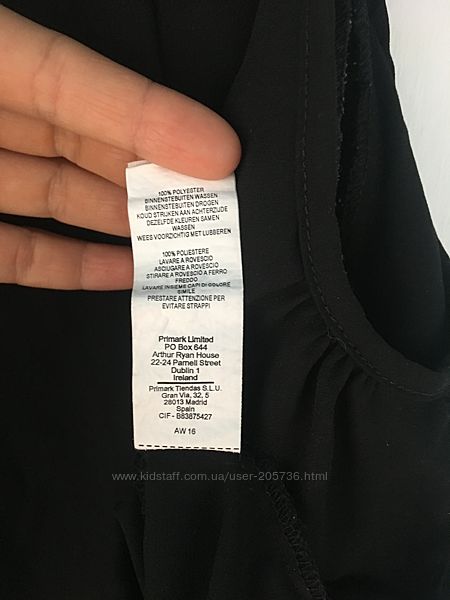 100% POLYESTER
BINNENSTEBUITEN WASSEN
BINNENSTEBUITEN DROGEN
KOUD STRIJKEN AAN ACHTERZIJDE
DEZELFDE KLEUREN SAMEN
WASSEN
WEES VOORZICHTIG MET LUBBEREN
100% POLIESTERE
LAVARE A ROVESCIO
ASCIUGARE A ROVESCIO
STIRARE A ROVESCIO A FERRO
FREDDO
LAVARE INSIEME CAPI DI COLORE
SIMILE
PRESTARE ATTENZIONE PER
EVITARE STRAPPI
Primark Limited
PO Box 644
Arthur Ryan House
22-24 Parnell Street
Dublin 1
Ireland
Primark Tiendas S.L.U.
Gran Via, 32, 5
28013 Madrid
Spain
CIF - B83875427
AW 16
www.kidstaff.com.ua/user-205736.html